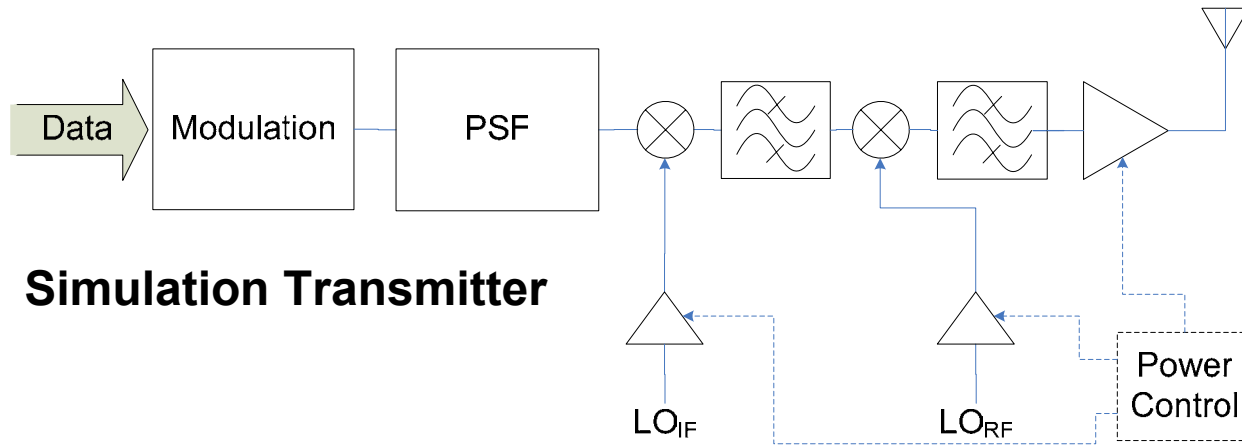 Data
Modulation
PSF
Simulation Transmitter
Power
Control
LOIF
LORF